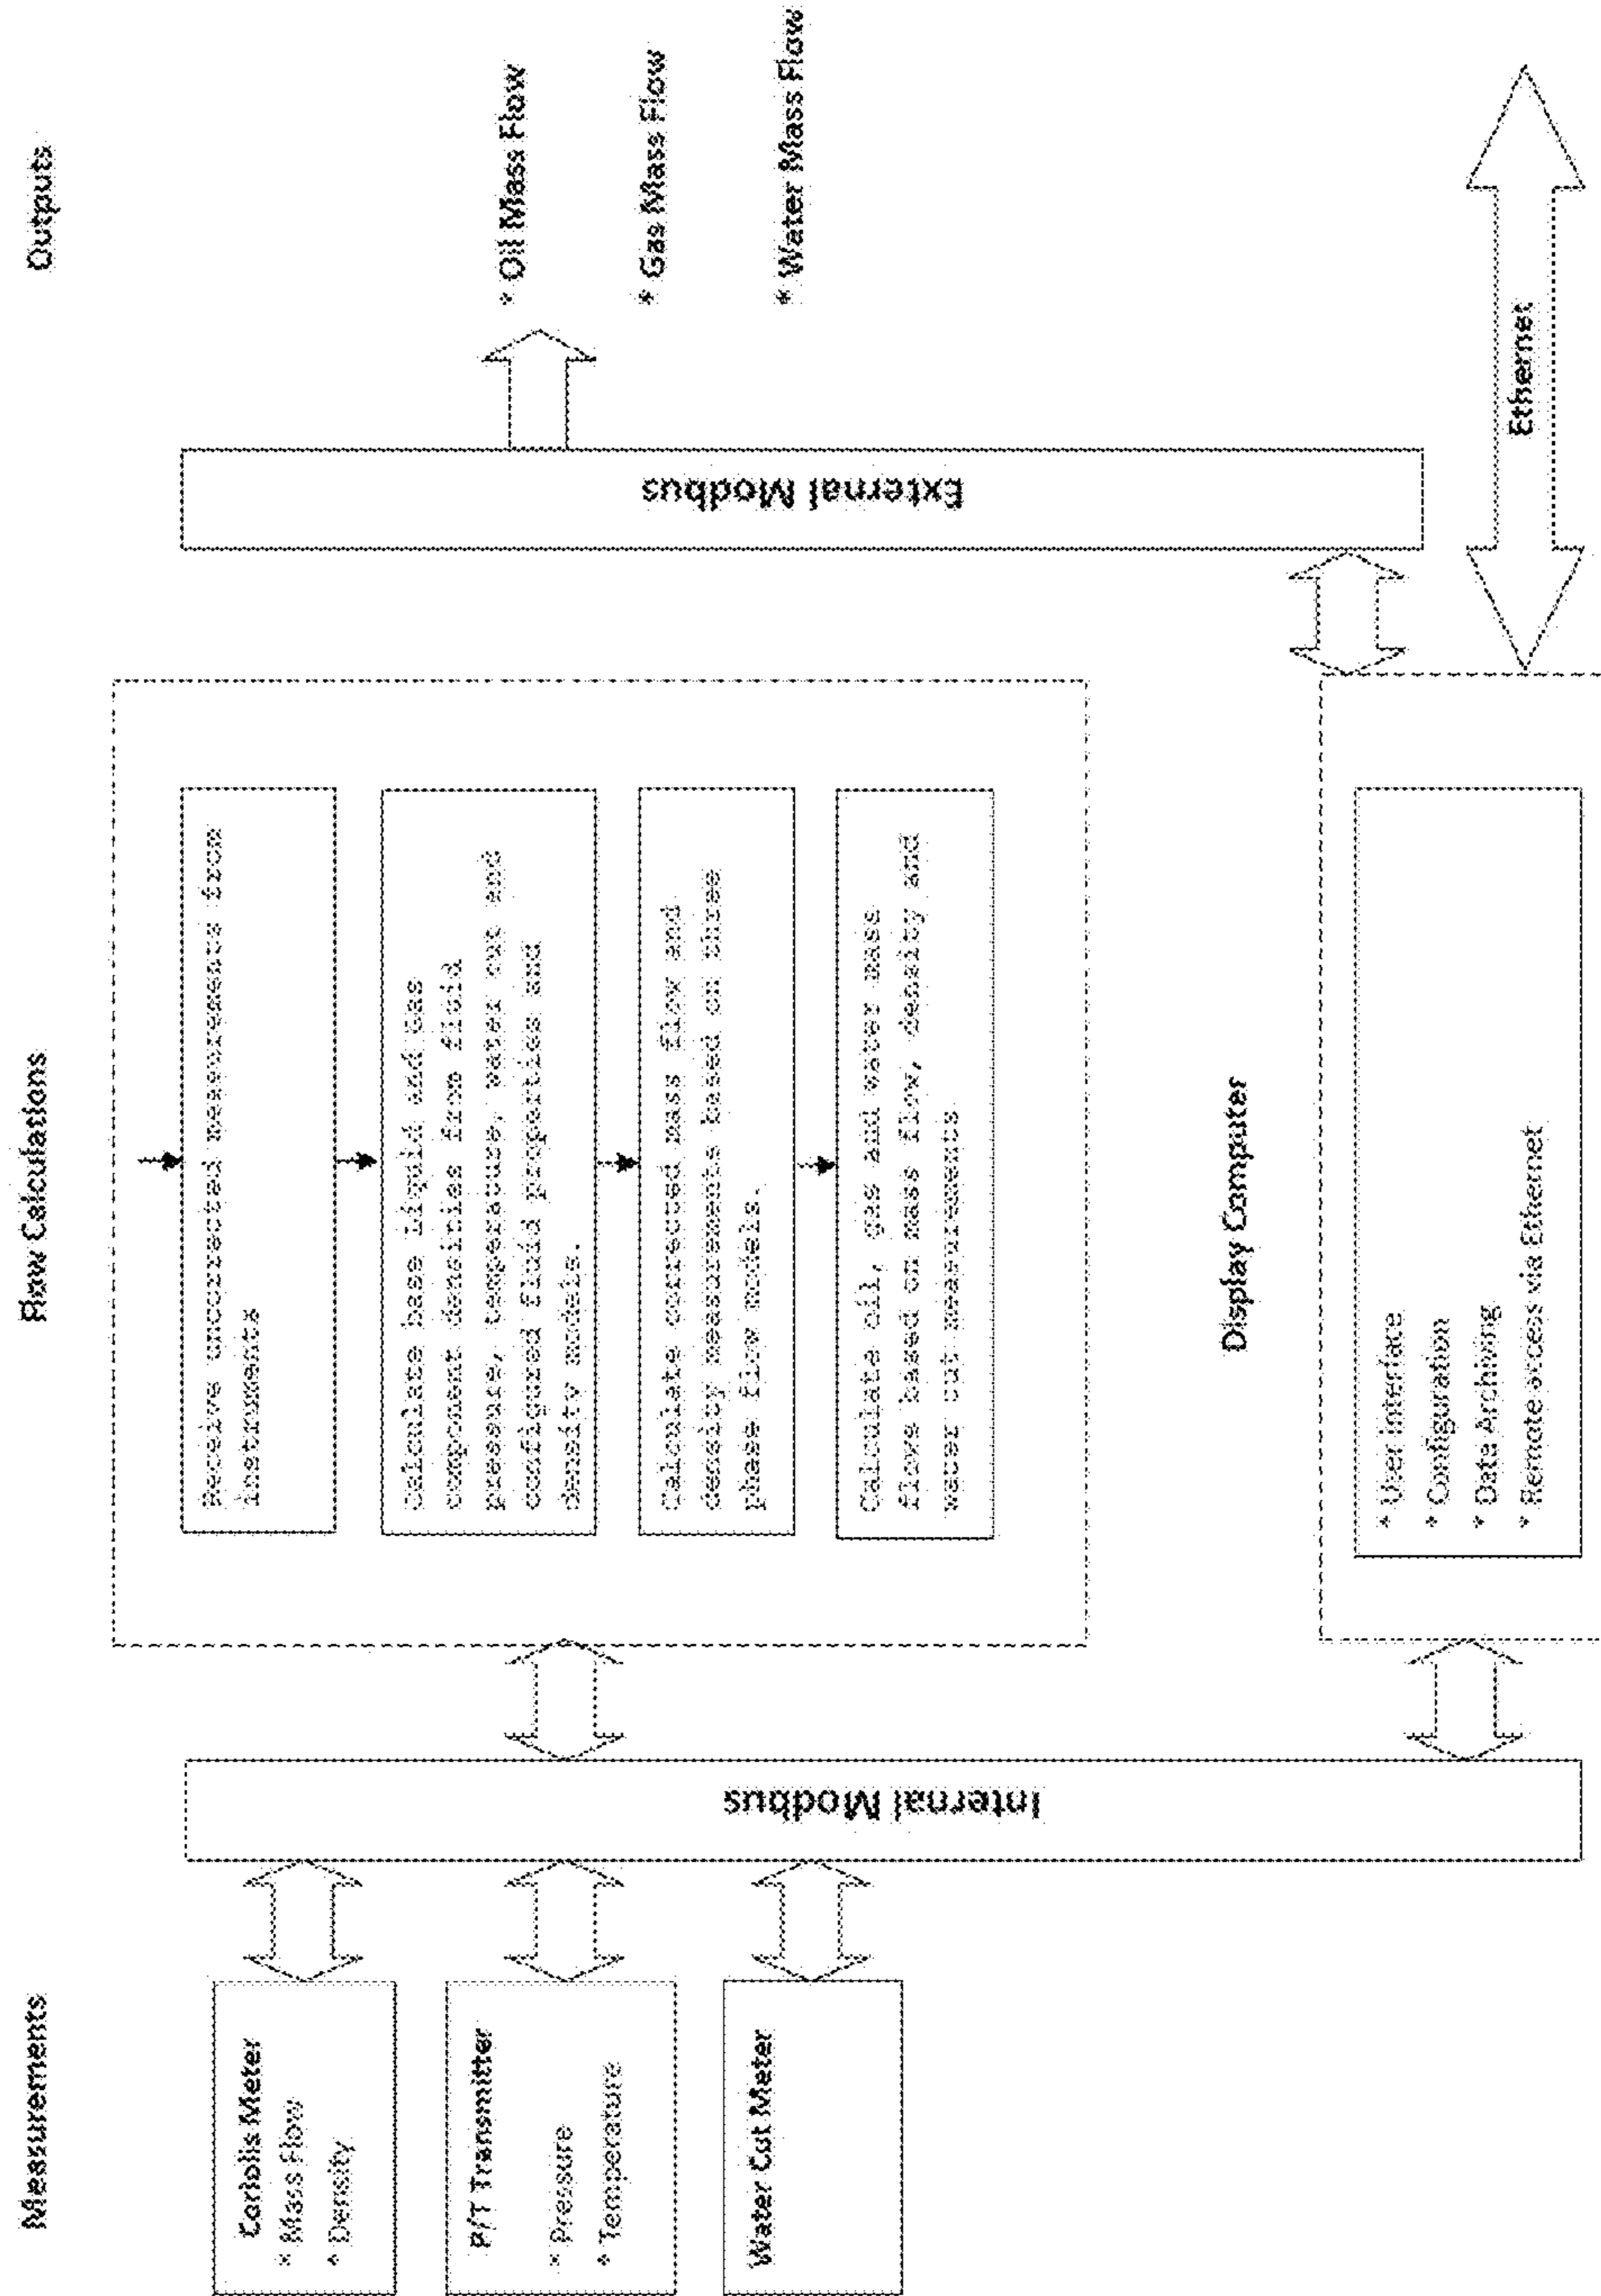 Measurements
Flow Calculations
Outputs
Coriolis Meter
* Mass Flow
* Density
P/T Transmitter
* Pressure
* Temperature
Water Cut Meter
Internal Modbus
Receive uncorrected measurements from
instruments
Calculate base liquid and gas
component densities from fluid
pressure, temperature, water cut and
configured fluid properties and
density models.
Calculate corrected mass flow and
density measurements based on three
phase flow models.
Calculate oil, gas and water mass
flows based on mass flow, density and
water cut measurements
Display Computer
* User interface
* Configuration
* Data Archiving
* Remote access via Ethernet
External Modbus
* Oil Mass Flow
* Gas Mass Flow
* Water Mass Flow
Ethernet